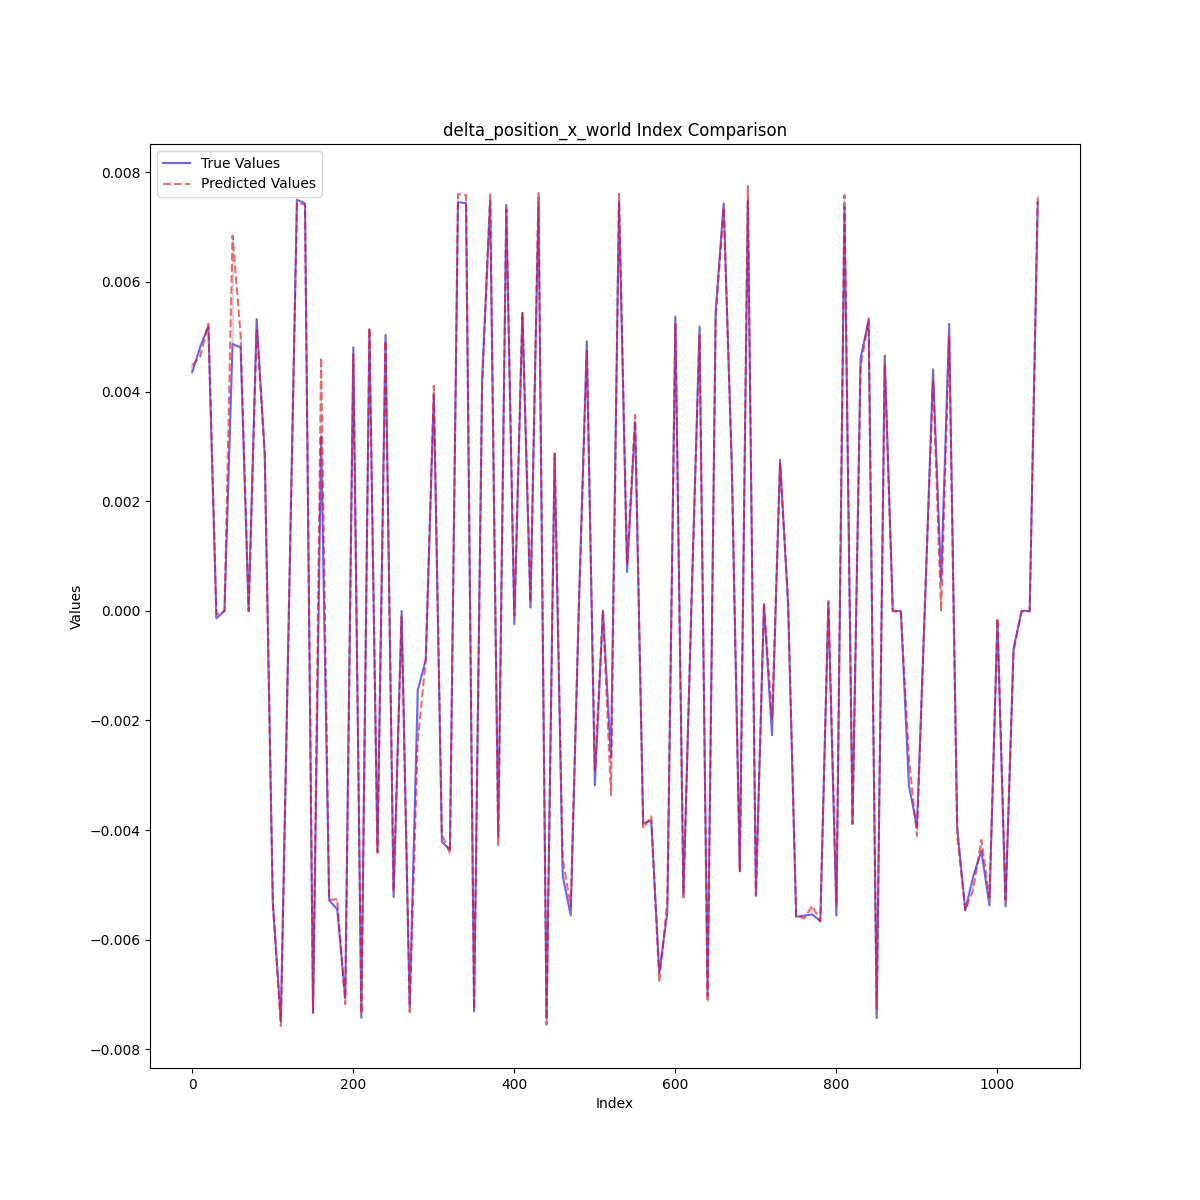 delta_position_x_world Index Comparison
True Values
Predicted Values
0.008
0.006
0.004
0.002
0.000
−0.002
−0.004
−0.006
−0.008
Values
0 200 400 600 800 1000
Index